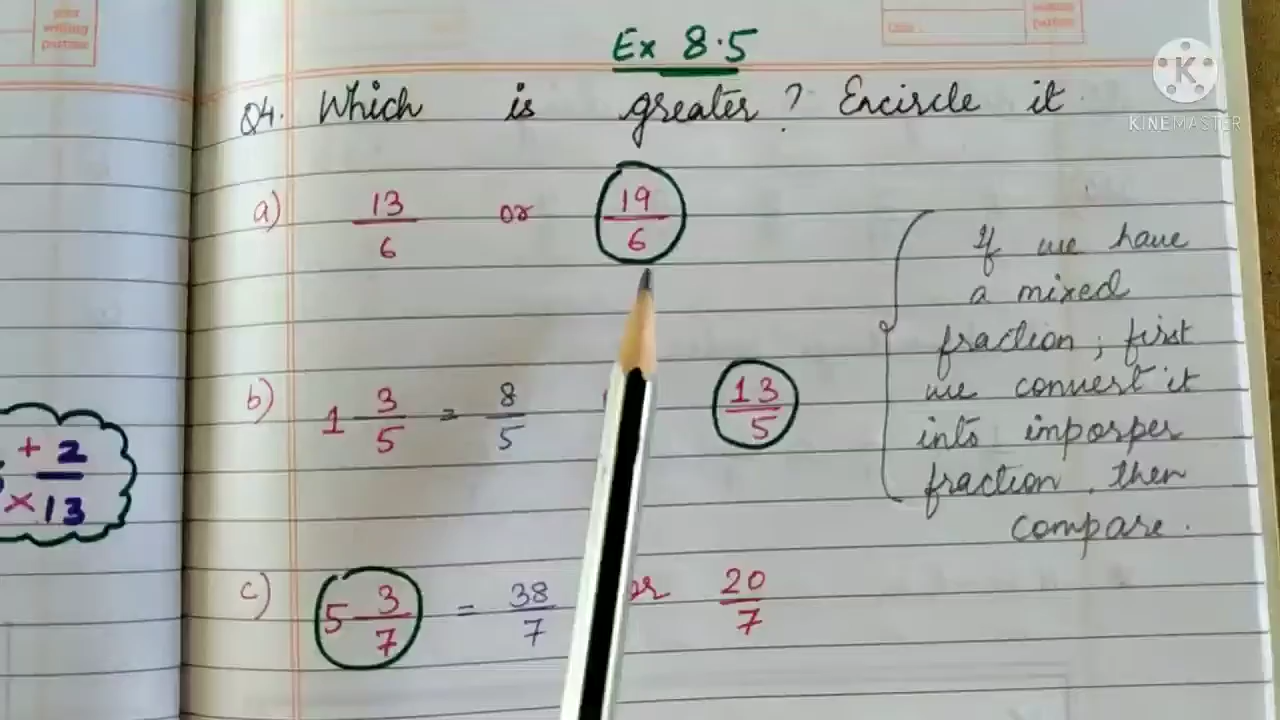 Ex 8.5
Q4. Which is greater? Encircle it
a) 13/6 or 19/6
b) 1 3/5 = 8/5 13/5
c) 5 3/7 = 38/7 or 20/7
If we have
a mixed
fraction, first
we convert it
into imporper
fraction, then
compare.
+ 2
× 13
KINEMASTER